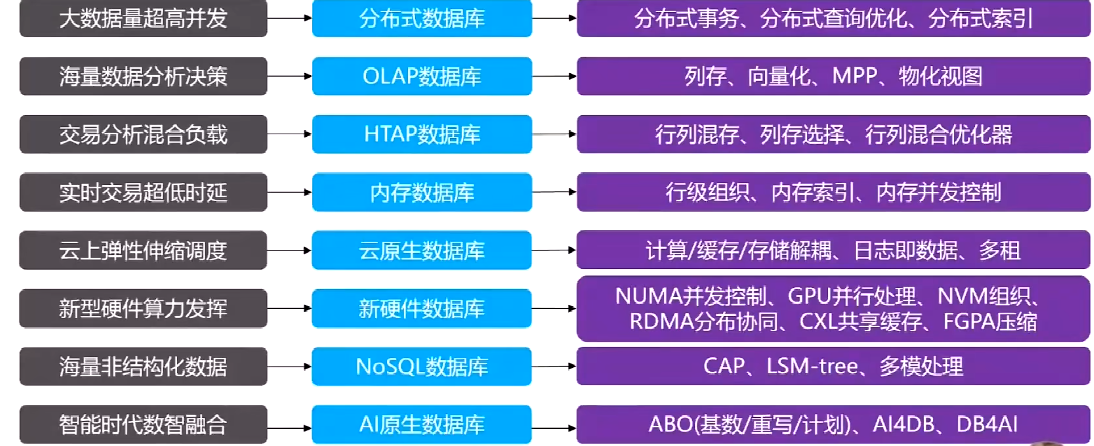 大数据量超高并发
分布式数据库
分布式事务、分布式查询优化、分布式索引
海量数据分析决策
OLAP数据库
列存、向量化、MPP、物化视图
交易分析混合负载
HTAP数据库
行列混存、列存选择、行列混合优化器
实时交易超低时延
内存数据库
行级组织、内存索引、内存并发控制
云上弹性伸缩调度
云原生数据库
计算/缓存/存储解耦、日志即数据、多租
新型硬件算力发挥
新硬件数据库
NUMA并发控制、GPU并行处理、NVM组织、
RDMA分布协同、CXL共享缓存、FGPA压缩
海量非结构化数据
NoSQL数据库
CAP、LSM-tree、多模处理
智能时代数智融合
AI原生数据库
ABO(基数/重写/计划)、AI4DB、DB4AI